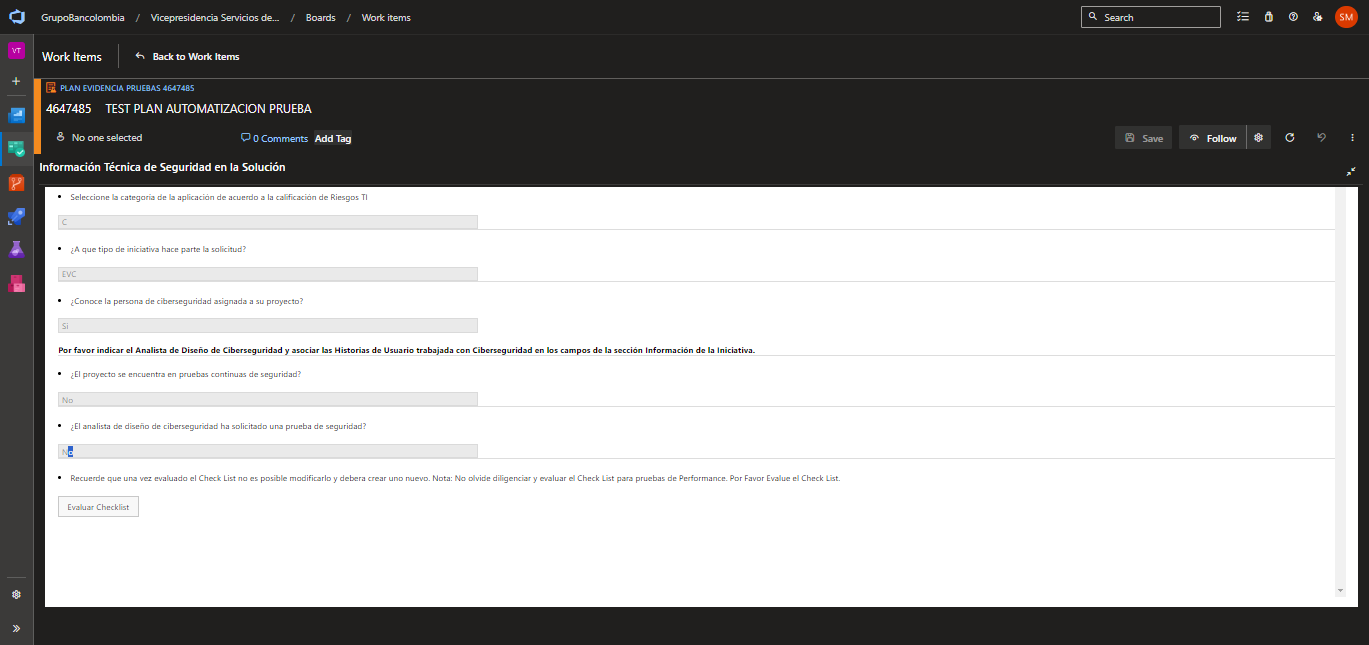 GrupoBancolombia / Vicepresidencia Servicios de... / Boards / Work items
Search
SM
VT
Work Items
Back to Work Items
PLAN EVIDENCIA PRUEBAS 4647485
4647485 TEST PLAN AUTOMATIZACION PRUEBA
No one selected
0 Comments
Add Tag
Save
Follow
Información Técnica de Seguridad en la Solución
• Seleccione la categoría de la aplicación de acuerdo a la calificación de Riesgos TI
C
• ¿A que tipo de iniciativa hace parte la solicitud?
EVC
• ¿Conoce la persona de ciberseguridad asignada a su proyecto?
Si
Por favor indicar el Analista de Diseño de Ciberseguridad y asociar las Historias de Usuario trabajada con Ciberseguridad en los campos de la sección Información de la Iniciativa.
• ¿El proyecto se encuentra en pruebas continuas de seguridad?
No
• ¿El analista de diseño de ciberseguridad ha solicitado una prueba de seguridad?
No
• Recuerde que una vez evaluado el Check List no es posible modificarlo y debera crear uno nuevo. Nota: No olvide diligenciar y evaluar el Check List para pruebas de Performance. Por Favor Evalue el Check List.
Evaluar Checklist